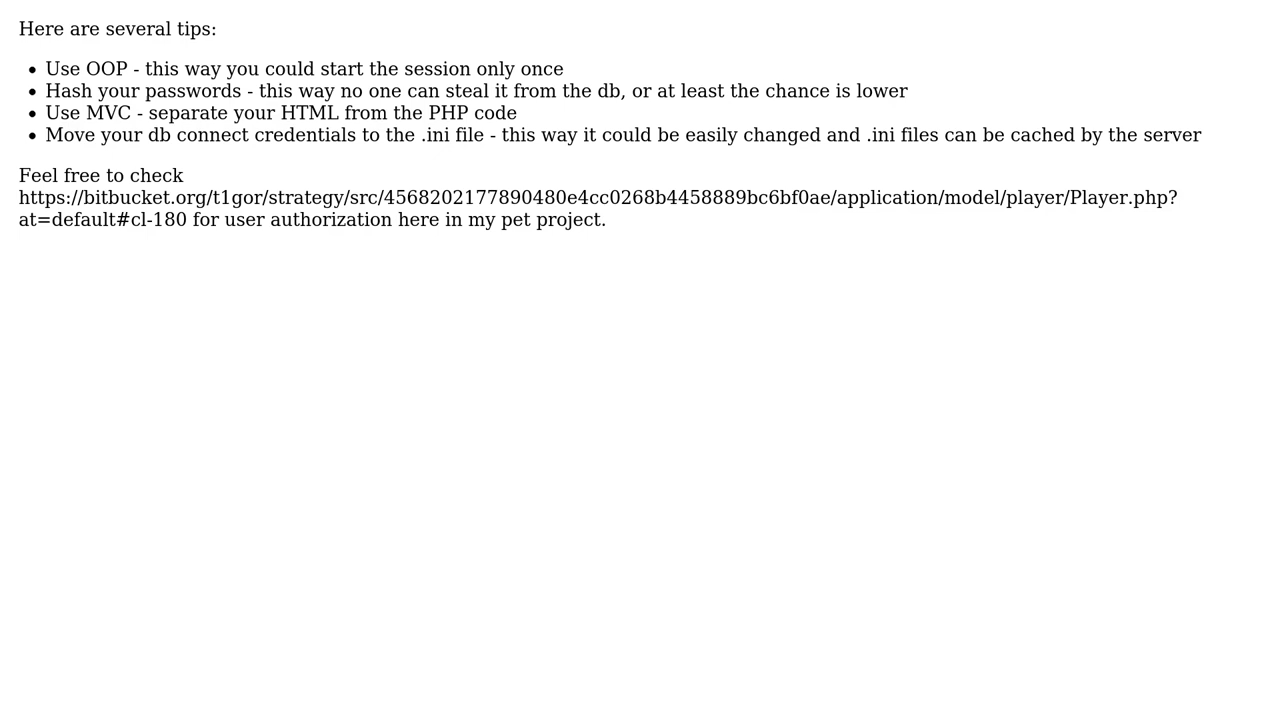 Here are several tips:
• Use OOP - this way you could start the session only once
• Hash your passwords - this way no one can steal it from the db, or at least the chance is lower
• Use MVC - separate your HTML from the PHP code
• Move your db connect credentials to the .ini file - this way it could be easily changed and .ini files can be cached by the server
Feel free to check
https://bitbucket.org/t1gor/strategy/src/4568202177890480e4cc0268b4458889bc6bf0ae/application/model/player/Player.php?
at=default#cl-180 for user authorization here in my pet project.